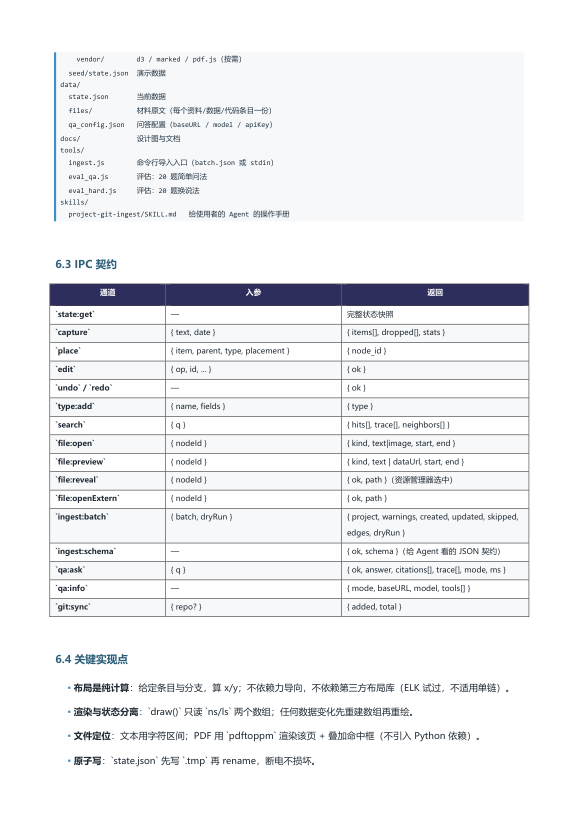 vendor/ d3 / marked / pdf.js (按需)
seed/state.json 演示数据
data/
state.json 当前数据
files/ 材料原文（每个资料/数据/代码条目一份）
qa_config.json 问答配置（baseURL / model / apiKey）
docs/ 设计图与文档
tools/
ingest.js 命令行导入入口（batch.json 或 stdin）
eval_qa.js 评估：20 题简单问法
eval_hard.js 评估：20 题换说法
skills/
project-git-ingest/SKILL.md 给使用者的 Agent 的操作手册
6.3 IPC 契约
通道 入参 返回
`state:get` — 完整状态快照
`capture` { text, date } { items[], dropped[], stats }
`place` { item, parent, type, placement } { node_id }
`edit` { op, id, ... } { ok }
`undo` / `redo` — { ok }
`type:add` { name, fields } { type }
`search` { q } { hits[], trace[], neighbors[] }
`file:open` { nodeId } { kind, text|image, start, end }
`file:preview` { nodeId } { kind, text | dataUrl, start, end }
`file:reveal` { nodeId } { ok, path }（资源管理器选中）
`file:openExtern` { nodeId } { ok, path }
`ingest:batch` { batch, dryRun } { project, warnings, created, updated, skipped,
edges, dryRun }
`ingest:schema` — { ok, schema }（给 Agent 看的 JSON 契约）
`qa:ask` { q } { ok, answer, citations[], trace[], mode, ms }
`qa:info` — { mode, baseURL, model, tools[] }
`git:sync` { repo? } { added, total }
6.4 关键实现点
• 布局是纯计算：给定条目与分支，算 x/y；不依赖力导向，不依赖第三方布局库（ELK 试过，不适用单链）。
• 渲染与状态分离：`draw()` 只读 `ns/ls` 两个数组；任何数据变化先重建数组再重绘。
• 文件定位：文本用字符区间；PDF 用 `pdftoppm` 渲染该页 + 叠加命中框（不引入 Python 依赖）。
• 原子写：`state.json` 先写 `.tmp` 再 rename，断电不损坏。